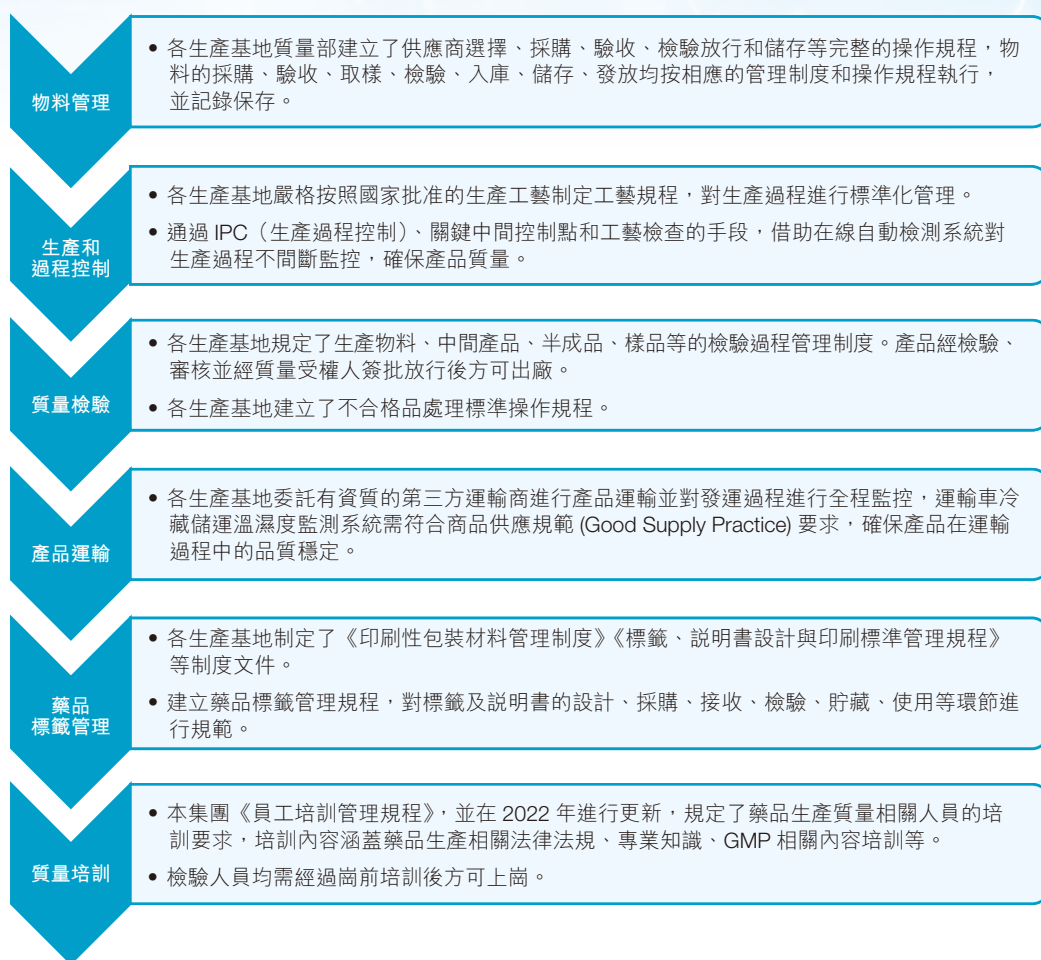 物料管理
• 各生產基地質量部建立了供應商選擇、採購、驗收、檢驗放行和儲存等完整的操作規程，物
料的採購、驗收、取樣、檢驗、入庫、儲存、發放均按相應的管理制度和操作規程執行，
並記錄保存。
生產和
過程控制
• 各生產基地嚴格按照國家批准的生產工藝制定工藝規程，對生產過程進行標準化管理。
• 通過 IPC（生產過程控制）、關鍵中間控制點和工藝檢查的手段，借助在線自動檢測系統對
生產過程不間斷監控，確保產品質量。
質量檢驗
• 各生產基地規定了生產物料、中間產品、半成品、樣品等的檢驗過程管理制度。產品經檢驗、
審核並經質量受權人簽批放行後方可出廠。
• 各生產基地建立了不合格品處理標準操作規程。
產品運輸
• 各生產基地委託有資質的第三方運輸商進行產品運輸並對發運過程進行全程監控，運輸車冷
藏儲運溫濕度監測系統需符合商品供應規範 (Good Supply Practice) 要求，確保產品在運輸
過程中的品質穩定。
藥品
標籤管理
• 各生產基地制定了《印刷性包裝材料管理制度》《標籤、說明書設計與印刷標準管理規程》
等制度文件。
• 建立藥品標籤管理規程，對標籤及說明書的設計、採購、接收、檢驗、貯藏、使用等環節進
行規範。
質量培訓
• 本集團《員工培訓管理規程》，並在 2022 年進行更新，規定了藥品生產質量相關人員的培
訓要求，培訓內容涵蓋藥品生產相關法律法規、專業知識、GMP 相關內容培訓等。
• 檢驗人員均需經過崗前培訓後方可上崗。